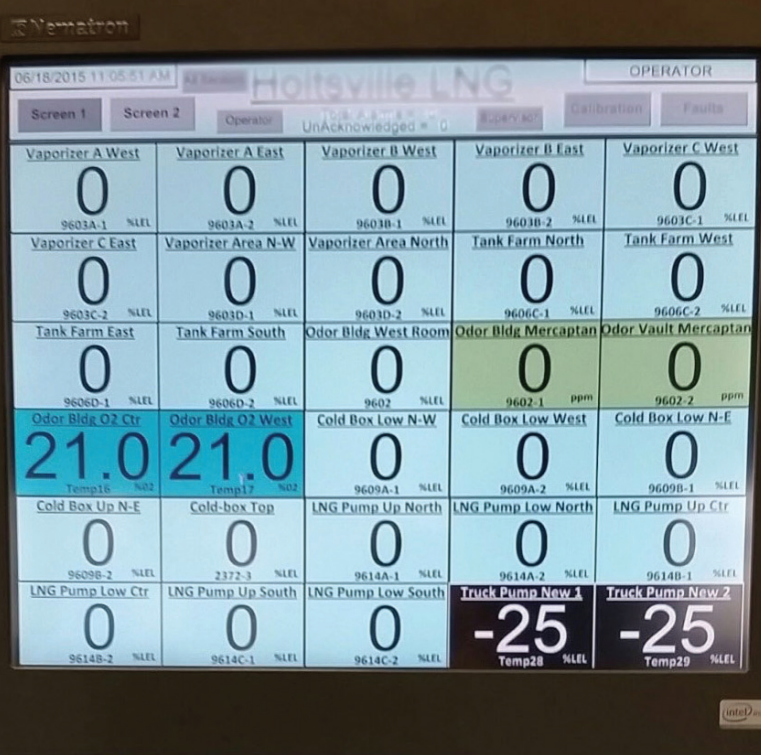 Nematron
06/18/2015 11:05:51 AM
Holtsville LNG
OPERATOR
Screen 1
Screen 2
Operator
UnAcknowledged = 0
Supervisor
Calibration
Faults
Vaporizer A West
0
9603A-1 %LEL
Vaporizer A East
0
9603A-2 %LEL
Vaporizer B West
0
9603B-1 %LEL
Vaporizer B East
0
9603B-2 %LEL
Vaporizer C West
0
9603C-1 %LEL
Vaporizer C East
0
9603C-2 %LEL
Vaporizer Area N-W
0
9603D-1 %LEL
Vaporizer Area North
0
9603D-2 %LEL
Tank Farm North
0
9606C-1 %LEL
Tank Farm West
0
9606C-2 %LEL
Tank Farm East
0
9606D-1 %LEL
Tank Farm South
0
9606D-2 %LEL
Odor Bldg West Room
0
9602 %LEL
Odor Bldg Mercaptan
0
9602-1 ppm
Odor Vault Mercaptan
0
9602-2 ppm
Odor Bldg O2 Ctr
21.0
Temp16 %O2
Odor Bldg O2 West
21.0
Temp17 %O2
Cold Box Low N-W
0
9609A-1 %LEL
Cold Box Low West
0
9609A-2 %LEL
Cold Box Low N-E
0
9609B-1 %LEL
Cold Box Up N-E
0
9609B-2 %LEL
Cold-box Top
0
2372-3 %LEL
LNG Pump Up North
0
9614A-1 %LEL
LNG Pump Low North
0
9614A-2 %LEL
LNG Pump Up Ctr
0
9614B-1 %LEL
LNG Pump Low Ctr
0
9614B-2 %LEL
LNG Pump Up South
0
9614C-1 %LEL
LNG Pump Low South
0
9614C-2 %LEL
Truck Pump New 1
-25
Temp28 %LEL
Truck Pump New 2
-25
Temp29 %LEL
intel